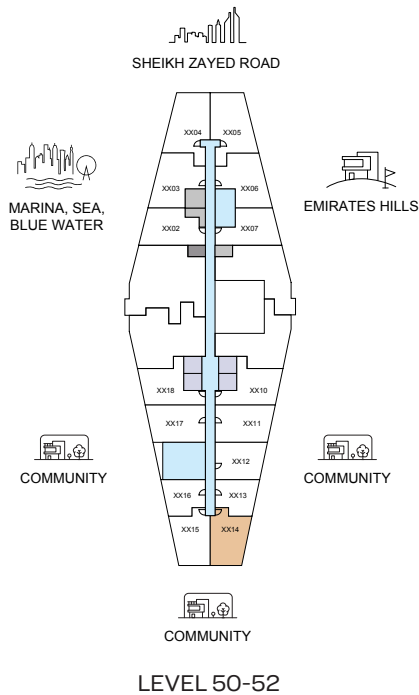 SHEIKH ZAYED ROAD
XX04
XX05
MARINA, SEA,
BLUE WATER
EMIRATES HILLS
XX03
XX06
XX02
XX07
XX18
XX10
XX17
XX11
COMMUNITY
COMMUNITY
XX12
XX16
XX13
XX15
XX14
COMMUNITY
LEVEL 50-52